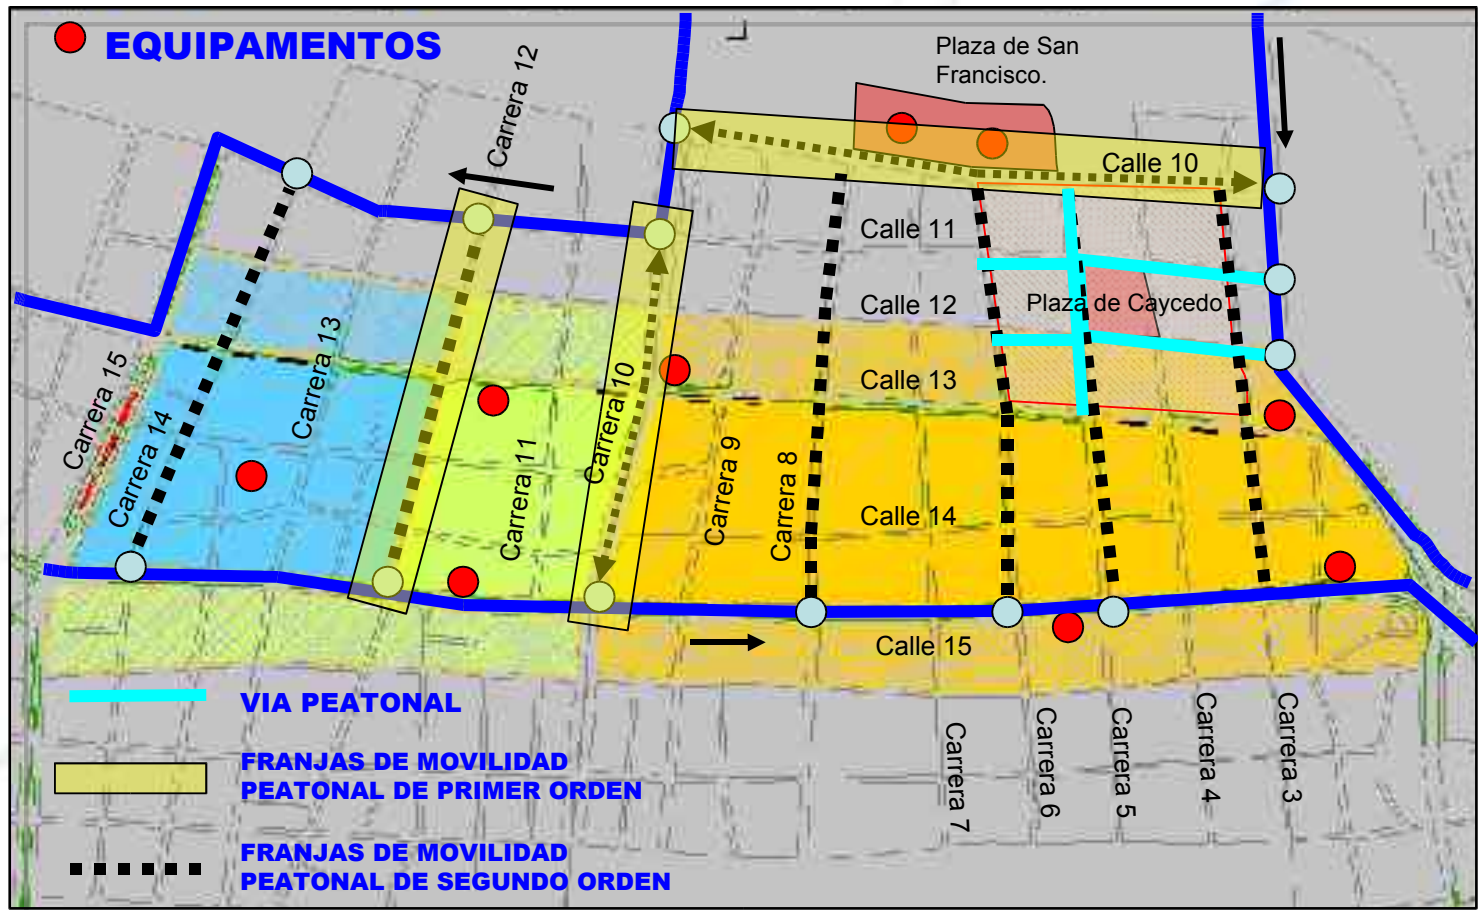 EQUIPAMENTOS
Carrera 12
Plaza de San
Francisco.
Calle 10
Calle 11
Calle 12
Plaza de Caycedo
Calle 13
Calle 14
Calle 15
Carrera 15
Carrera 14
Carrera 13
Carrera 11
Carrera 10
Carrera 9
Carrera 8
Carrera 7
Carrera 6
Carrera 5
Carrera 4
Carrera 3
VIA PEATONAL
FRANJAS DE MOVILIDAD
PEATONAL DE PRIMER ORDEN
FRANJAS DE MOVILIDAD
PEATONAL DE SEGUNDO ORDEN